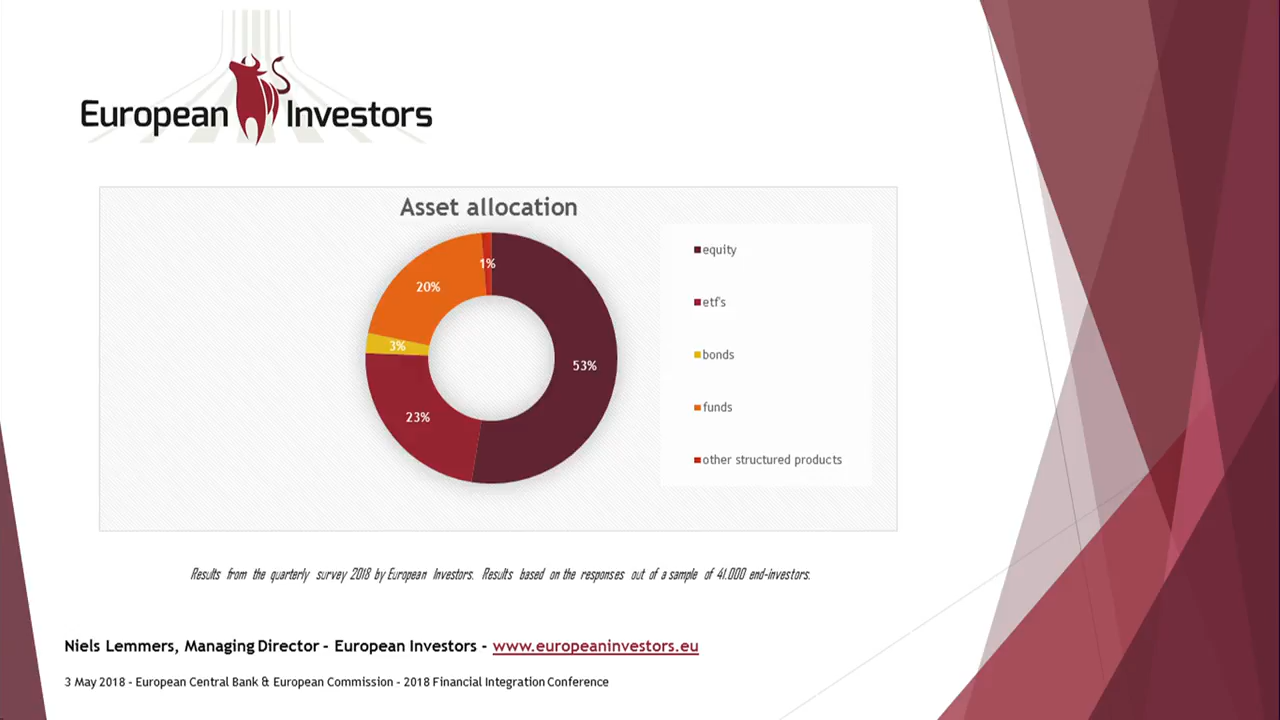 European Investors
Asset allocation
1%
20%
3%
53%
23%
equity
etf's
bonds
funds
other structured products
Results from the quarterly survey 2018 by European Investors. Results based on the responses out of a sample of 41.000 end-investors.
Niels Lemmers, Managing Director - European Investors - www.europeaninvestors.eu
3 May 2018 - European Central Bank & European Commission - 2018 Financial Integration Conference